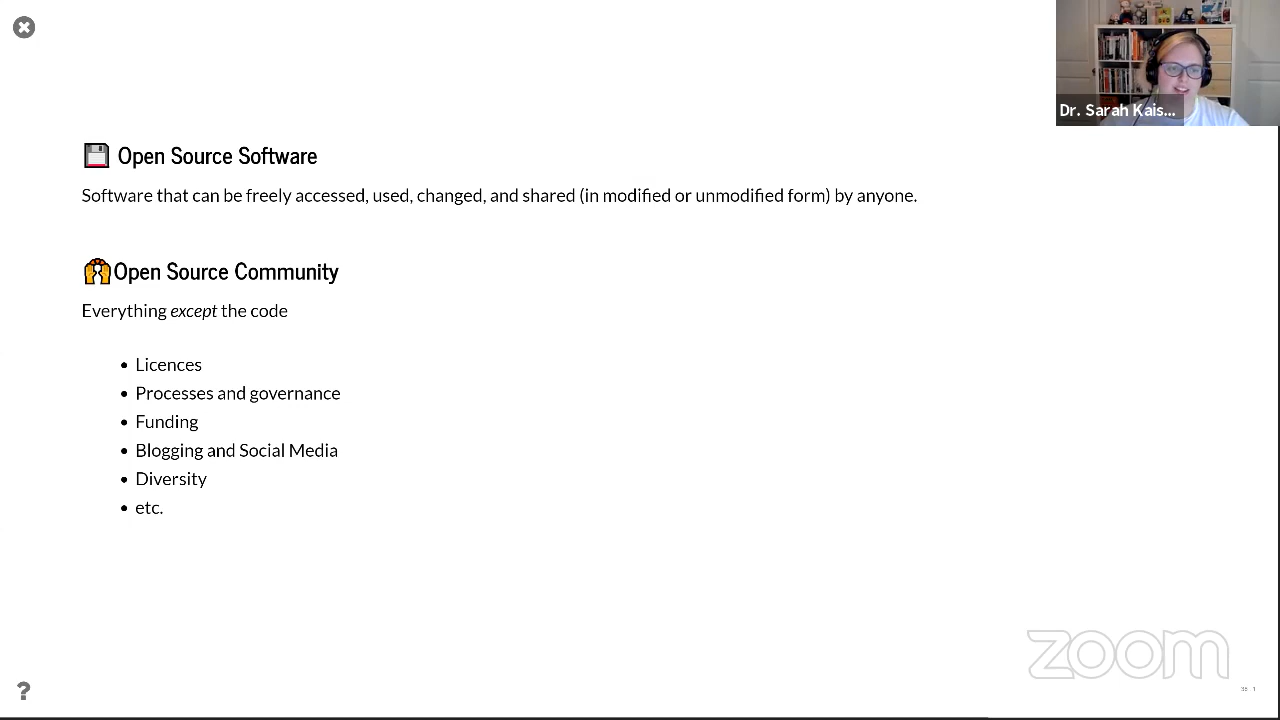 Dr. Sarah Kais...
Open Source Software
Software that can be freely accessed, used, changed, and shared (in modified or unmodified form) by anyone.
Open Source Community
Everything except the code
• Licences
• Processes and governance
• Funding
• Blogging and Social Media
• Diversity
• etc.
zoom
?